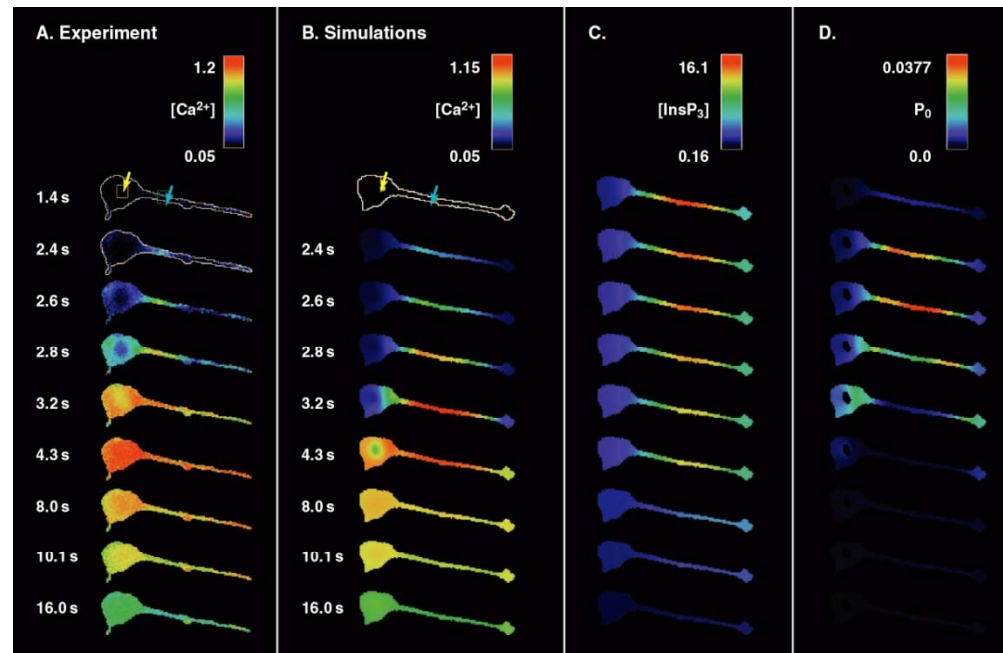 A. Experiment
1.2
[Ca²⁺]
0.05
1.4 s
2.4 s
2.6 s
2.8 s
3.2 s
4.3 s
8.0 s
10.1 s
16.0 s
B. Simulations
1.15
[Ca²⁺]
0.05
2.4 s
2.6 s
2.8 s
3.2 s
4.3 s
8.0 s
10.1 s
16.0 s
C.
16.1
[InsP₃]
0.16
D.
0.0377
P₀
0.0